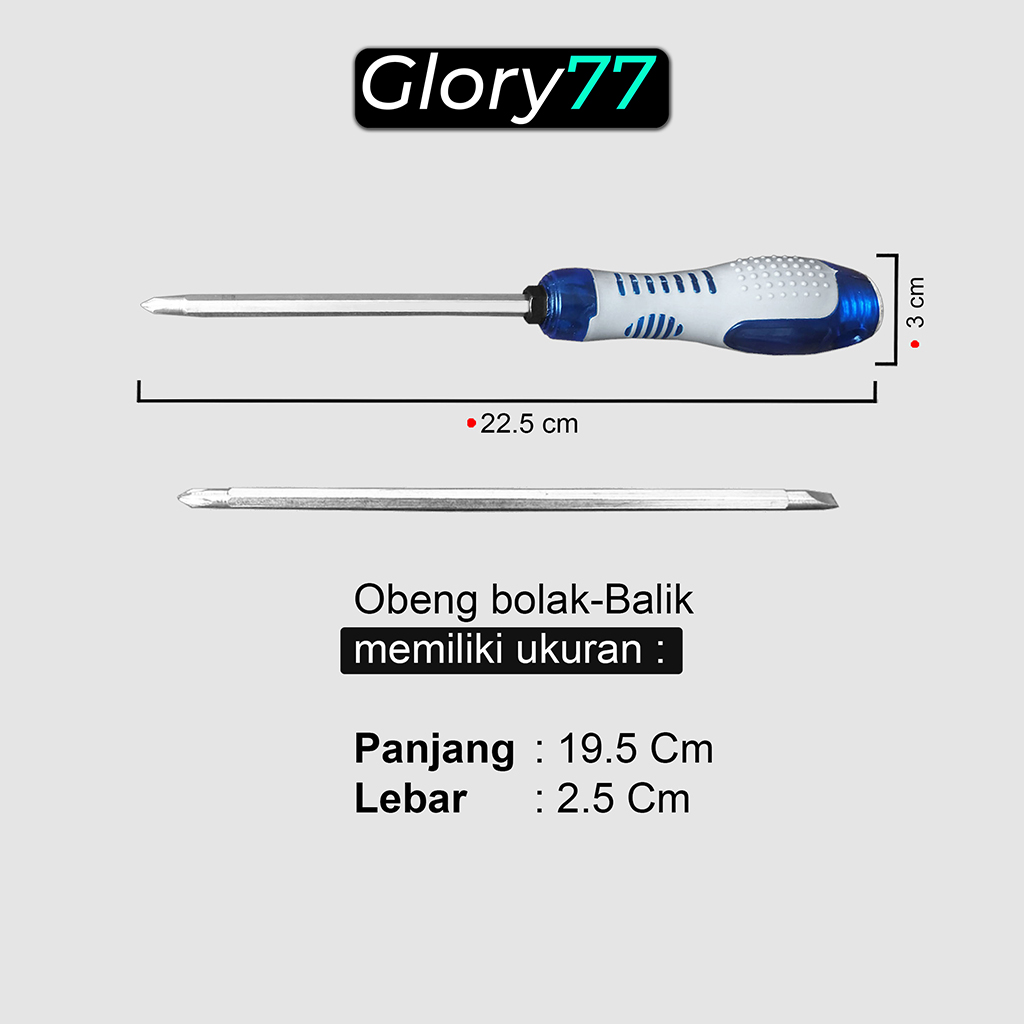 Glory77
3 cm
22.5 cm
Obeng bolak-Balik
memiliki ukuran :
Panjang : 19.5 Cm
Lebar : 2.5 Cm